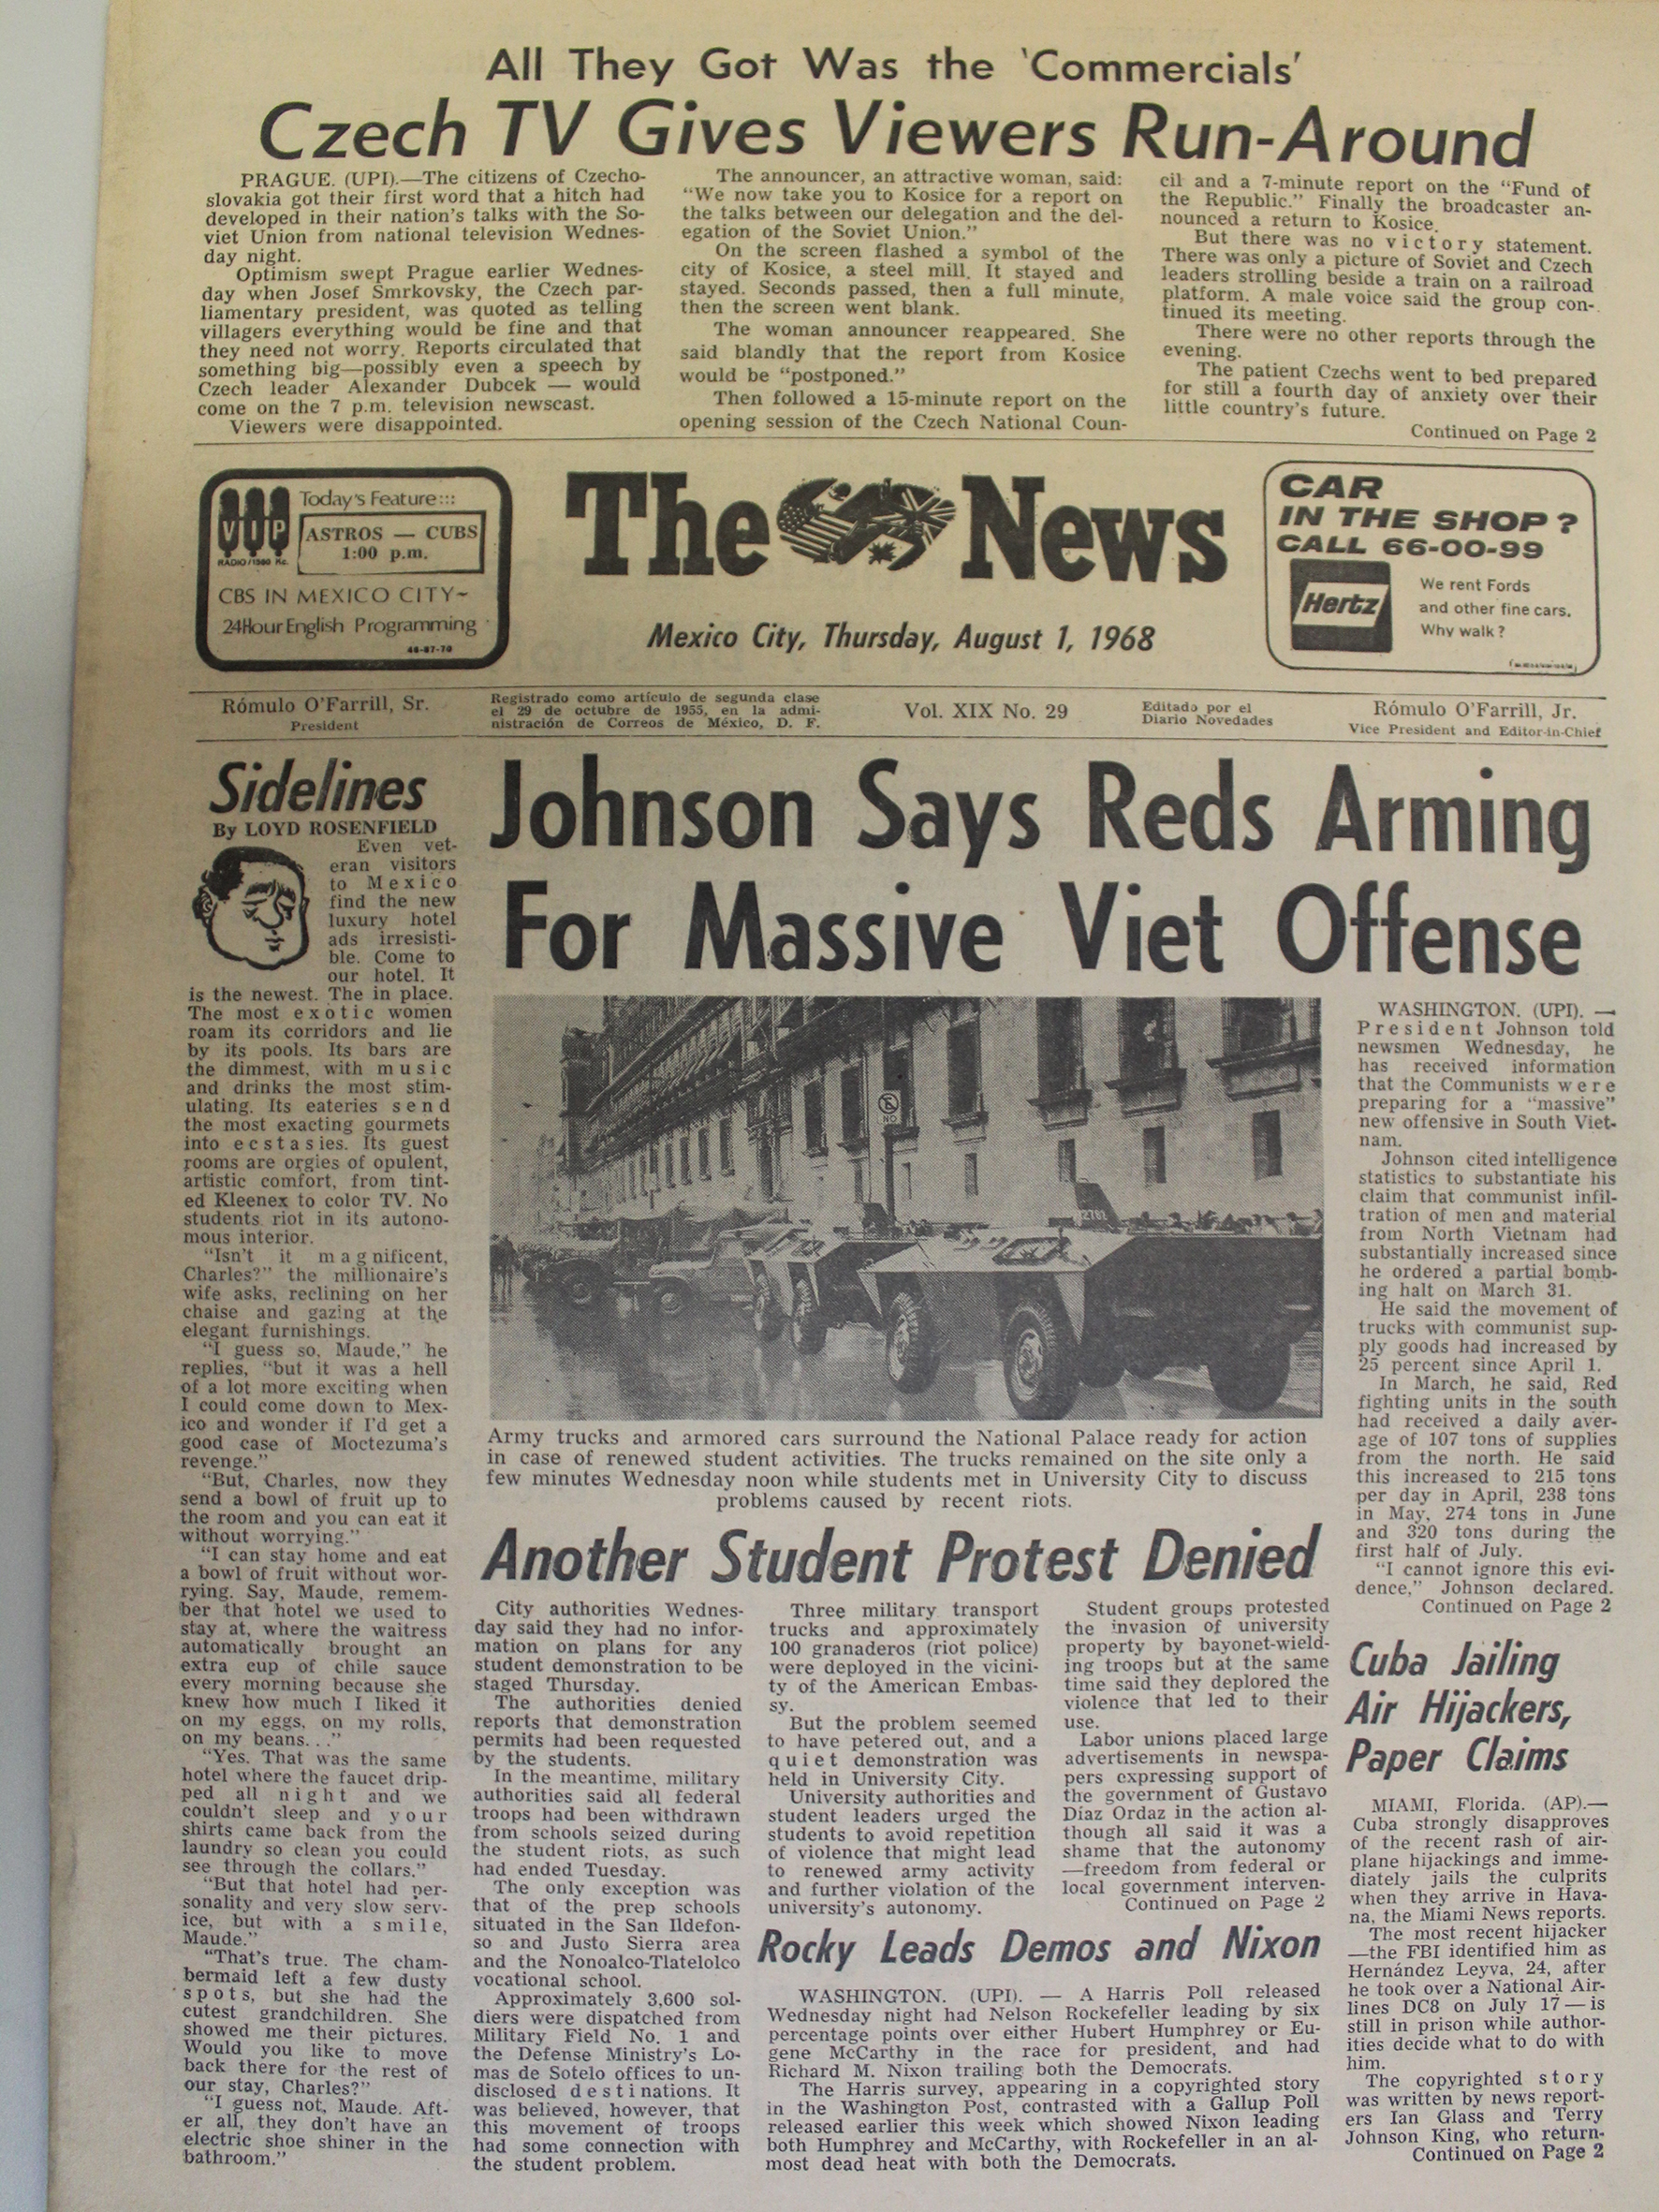 All They Got Was the 'Commercials'
Czech TV Gives Viewers Run-Around
PRAGUE. (UPI).—The citizens of Czecho-
slovakia got their first word that a hitch had
developed in their nation's talks with the So-
viet Union from national television Wednes-
day night.
Optimism swept Prague earlier Wednes-
day when Josef Smrkovsky, the Czech par-
liamentary president, was quoted as telling
villagers everything would be fine and that
they need not worry. Reports circulated that
something big—possibly even a speech by
Czech leader Alexander Dubcek — would
come on the 7 p.m. television newscast.
Viewers were disappointed.
The announcer, an attractive woman, said:
"We now take you to Kosice for a report on
the talks between our delegation and the del-
egation of the Soviet Union."
On the screen flashed a symbol of the
city of Kosice, a steel mill. It stayed and
stayed. Seconds passed, then a full minute,
then the screen went blank.
The woman announcer reappeared. She
said blandly that the report from Kosice
would be "postponed."
Then followed a 15-minute report on the
opening session of the Czech National Coun-
cil and a 7-minute report on the "Fund of
the Republic." Finally the broadcaster an-
nounced a return to Kosice.
But there was no victory statement.
There was only a picture of Soviet and Czech
leaders strolling beside a train on a railroad
platform. A male voice said the group con-
tinued its meeting.
There were no other reports through the
evening.
The patient Czechs went to bed prepared
for still a fourth day of anxiety over their
little country's future.
Continued on Page 2
VIP
RADIO/1560 Kc.
Today's Feature:::
ASTROS — CUBS
1:00 p.m.
CBS IN MEXICO CITY~
24 Hour English Programming
The News
Mexico City, Thursday, August 1, 1968
CAR
IN THE SHOP?
CALL 66-00-99
Hertz
We rent Fords
and other fine cars.
Why walk?
Rómulo O'Farrill, Sr.
President
Registrado como artículo de segunda clase
el 29 de octubre de 1955, en la admi-
nistración de Correos de México, D. F.
Vol. XIX No. 29
Editado por el
Diario Novedades
Rómulo O'Farrill, Jr.
Vice President and Editor-in-Chief
Sidelines
By LOYD ROSENFIELD
Even vet-
eran visitors
to Mexico
find the new
luxury hotel
ads irresisti-
ble. Come to
our hotel. It
is the newest. The in place.
The most exotic women
roam its corridors and lie
by its pools. Its bars are
the dimmest, with music
and drinks the most stim-
ulating. Its eateries send
the most exacting gourmets
into ecstasies. Its guest
rooms are orgies of opulent,
artistic comfort, from tint-
ed Kleenex to color TV. No
students riot in its autono-
mous interior.
"Isn't it magnificent,
Charles?" the millionaire's
wife asks, reclining on her
chaise and gazing at the
elegant furnishings.
"I guess so, Maude," he
replies, "but it was a hell
of a lot more exciting when
I could come down to Mex-
ico and wonder if I'd get a
good case of Moctezuma's
revenge."
"But, Charles, now they
send a bowl of fruit up to
the room and you can eat it
without worrying."
"I can stay home and eat
a bowl of fruit without wor-
rying. Say, Maude, remem-
ber that hotel we used to
stay at, where the waitress
automatically brought an
extra cup of chile sauce
every morning because she
knew how much I liked it
on my eggs, on my rolls,
on my beans. . ."
"Yes. That was the same
hotel where the faucet drip-
ped all night and we
couldn't sleep and your
shirts came back from the
laundry so clean you could
see through the collars."
"But that hotel had per-
sonality and very slow serv-
ice, but with a smile,
Maude."
"That's true. The cham-
bermaid left a few dusty
spots, but she had the
cutest grandchildren. She
showed me their pictures.
Would you like to move
back there for the rest of
our stay, Charles?"
"I guess not, Maude. Aft-
er all, they don't have an
electric shoe shiner in the
bathroom."
Johnson Says Reds Arming
For Massive Viet Offense
NO
2701
Army trucks and armored cars surround the National Palace ready for action
in case of renewed student activities. The trucks remained on the site only a
few minutes Wednesday noon while students met in University City to discuss
problems caused by recent riots.
WASHINGTON. (UPI). —
President Johnson told
newsmen Wednesday, he
has received information
that the Communists were
preparing for a "massive"
new offensive in South Viet-
nam.
Johnson cited intelligence
statistics to substantiate his
claim that communist infil-
tration of men and material
from North Vietnam had
substantially increased since
he ordered a partial bomb-
ing halt on March 31.
He said the movement of
trucks with communist sup-
ply goods had increased by
25 percent since April 1.
In March, he said, Red
fighting units in the south
had received a daily aver-
age of 107 tons of supplies
from the north. He said
this increased to 215 tons
per day in April, 238 tons
in May, 274 tons in June
and 320 tons during the
first half of July.
"I cannot ignore this evi-
dence," Johnson declared.
Continued on Page 2
Another Student Protest Denied
City authorities Wednes-
day said they had no infor-
mation on plans for any
student demonstration to be
staged Thursday.
The authorities denied
reports that demonstration
permits had been requested
by the students.
In the meantime, military
authorities said all federal
troops had been withdrawn
from schools seized during
the student riots, as such
had ended Tuesday.
The only exception was
that of the prep schools
situated in the San Ildefon-
so and Justo Sierra area
and the Nonoalco-Tlatelolco
vocational school.
Approximately 3,600 sol-
diers were dispatched from
Military Field No. 1 and
the Defense Ministry's Lo-
mas de Sotelo offices to un-
disclosed destinations. It
was believed, however, that
this movement of troops
had some connection with
the student problem.
Three military transport
trucks and approximately
100 granaderos (riot police)
were deployed in the vicini-
ty of the American Embas-
sy.
But the problem seemed
to have petered out, and a
quiet demonstration was
held in University City.
University authorities and
student leaders urged the
students to avoid repetition
of violence that might lead
to renewed army activity
and further violation of the
university's autonomy.
Student groups protested
the invasion of university
property by bayonet-wield-
ing troops but at the same
time said they deplored the
violence that led to their
use.
Labor unions placed large
advertisements in newspa-
pers expressing support of
the government of Gustavo
Díaz Ordaz in the action al-
though all said it was a
shame that the autonomy
—freedom from federal or
local government interven-
Continued on Page 2
Rocky Leads Demos and Nixon
WASHINGTON. (UPI). — A Harris Poll released
Wednesday night had Nelson Rockefeller leading by six
percentage points over either Hubert Humphrey or Eu-
gene McCarthy in the race for president, and had
Richard M. Nixon trailing both the Democrats.
The Harris survey, appearing in a copyrighted story
in the Washington Post, contrasted with a Gallup Poll
released earlier this week which showed Nixon leading
both Humphrey and McCarthy, with Rockefeller in an al-
most dead heat with both the Democrats.
Cuba Jailing
Air Hijackers,
Paper Claims
MIAMI, Florida. (AP).—
Cuba strongly disapproves
of the recent rash of air-
plane hijackings and imme-
diately jails the culprits
when they arrive in Hava-
na, the Miami News reports.
The most recent hijacker
—the FBI identified him as
Hernández Leyva, 24, after
he took over a National Air-
lines DC8 on July 17—is
still in prison while author-
ities decide what to do with
him.
The copyrighted story
was written by news report-
ers Ian Glass and Terry
Johnson King, who return-
Continued on Page 2